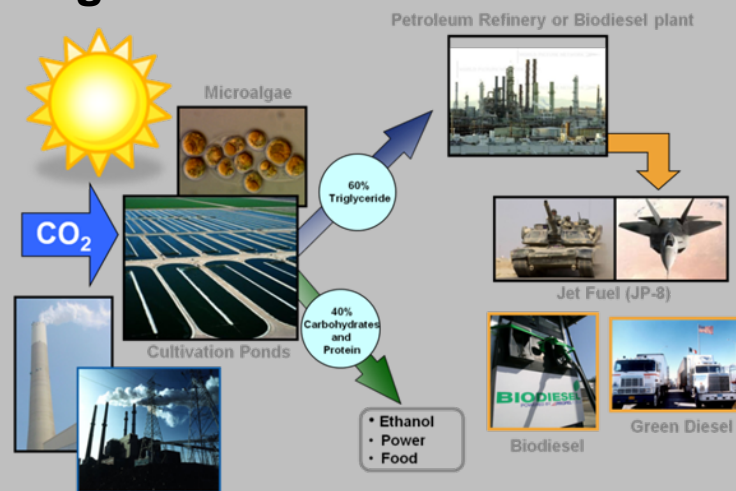 Petroleum Refinery or Biodiesel plant
Microalgae
60%
Triglyceride
CO2
Jet Fuel (JP-8)
40%
Carbohydrates
and
Protein
Cultivation Ponds
BIODIESEL
• Ethanol
• Power
• Food
Biodiesel
Green Diesel